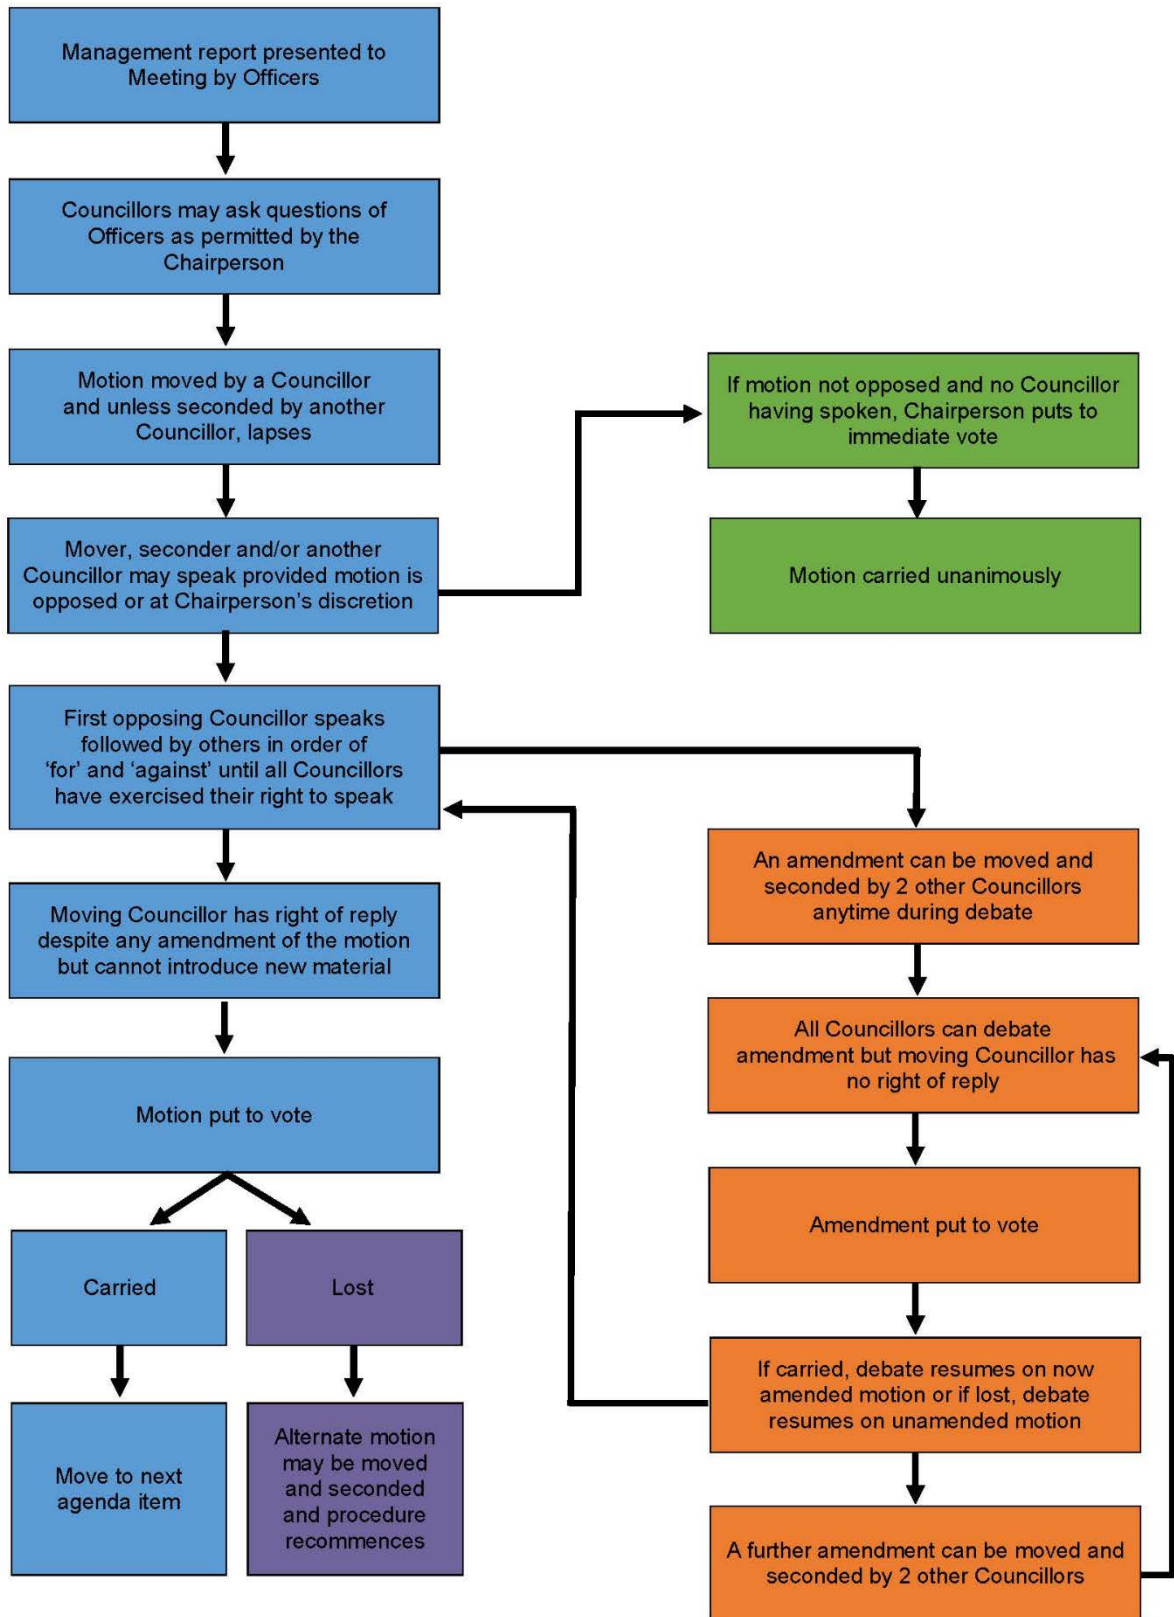 Management report presented to
Meeting by Officers
Councillors may ask questions of
Officers as permitted by the
Chairperson
Motion moved by a Councillor
and unless seconded by another
Councillor, lapses
If motion not opposed and no Councillor
having spoken, Chairperson puts to
immediate vote
Mover, seconder and/or another
Councillor may speak provided motion is
opposed or at Chairperson's discretion
Motion carried unanimously
First opposing Councillor speaks
followed by others in order of
‘for’ and ‘against’ until all Councillors
have exercised their right to speak
An amendment can be moved and
seconded by 2 other Councillors
anytime during debate
Moving Councillor has right of reply
despite any amendment of the motion
but cannot introduce new material
All Councillors can debate
amendment but moving Councillor has
no right of reply
Motion put to vote
Amendment put to vote
Carried
Lost
If carried, debate resumes on now
amended motion or if lost, debate
resumes on unamended motion
Move to next
agenda item
Alternate motion
may be moved
and seconded
and procedure
recommences
A further amendment can be moved and
seconded by 2 other Councillors